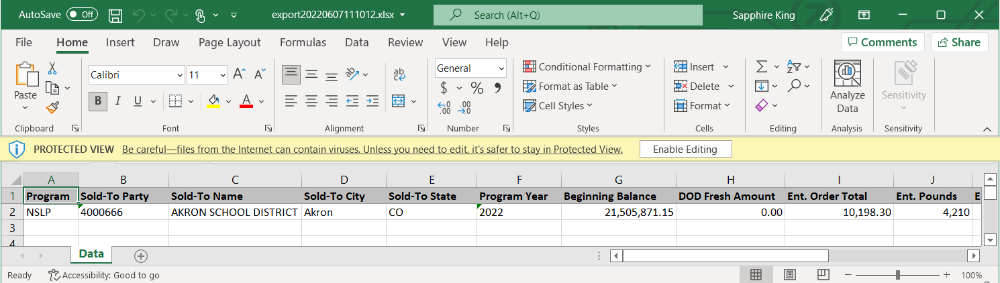 AutoSave Off export20220607111012.xlsx Search (Alt+Q) Sapphire King
File Home Insert Draw Page Layout Formulas Data Review View Help Comments Share
Paste
Calibri 11
B I U A A A
ab
General
$ % 9
Conditional Formatting
Format as Table
Cell Styles
Insert
Delete
Format
Analyze
Data
Sensitivity
Clipboard Font Alignment Number Styles Cells Editing Analysis Sensitivity
PROTECTED VIEW Be careful—files from the Internet can contain viruses. Unless you need to edit, it's safer to stay in Protected View. Enable Editing
A B C D E F G H I J
1 Program Sold-To Party Sold-To Name Sold-To City Sold-To State Program Year Beginning Balance DOD Fresh Amount Ent. Order Total Ent. Pounds E
2 NSLP 4000666 AKRON SCHOOL DISTRICT Akron CO 2022 21,505,871.15 0.00 10,198.30 4,210
3
4
Data
Ready Accessibility: Good to go 100%